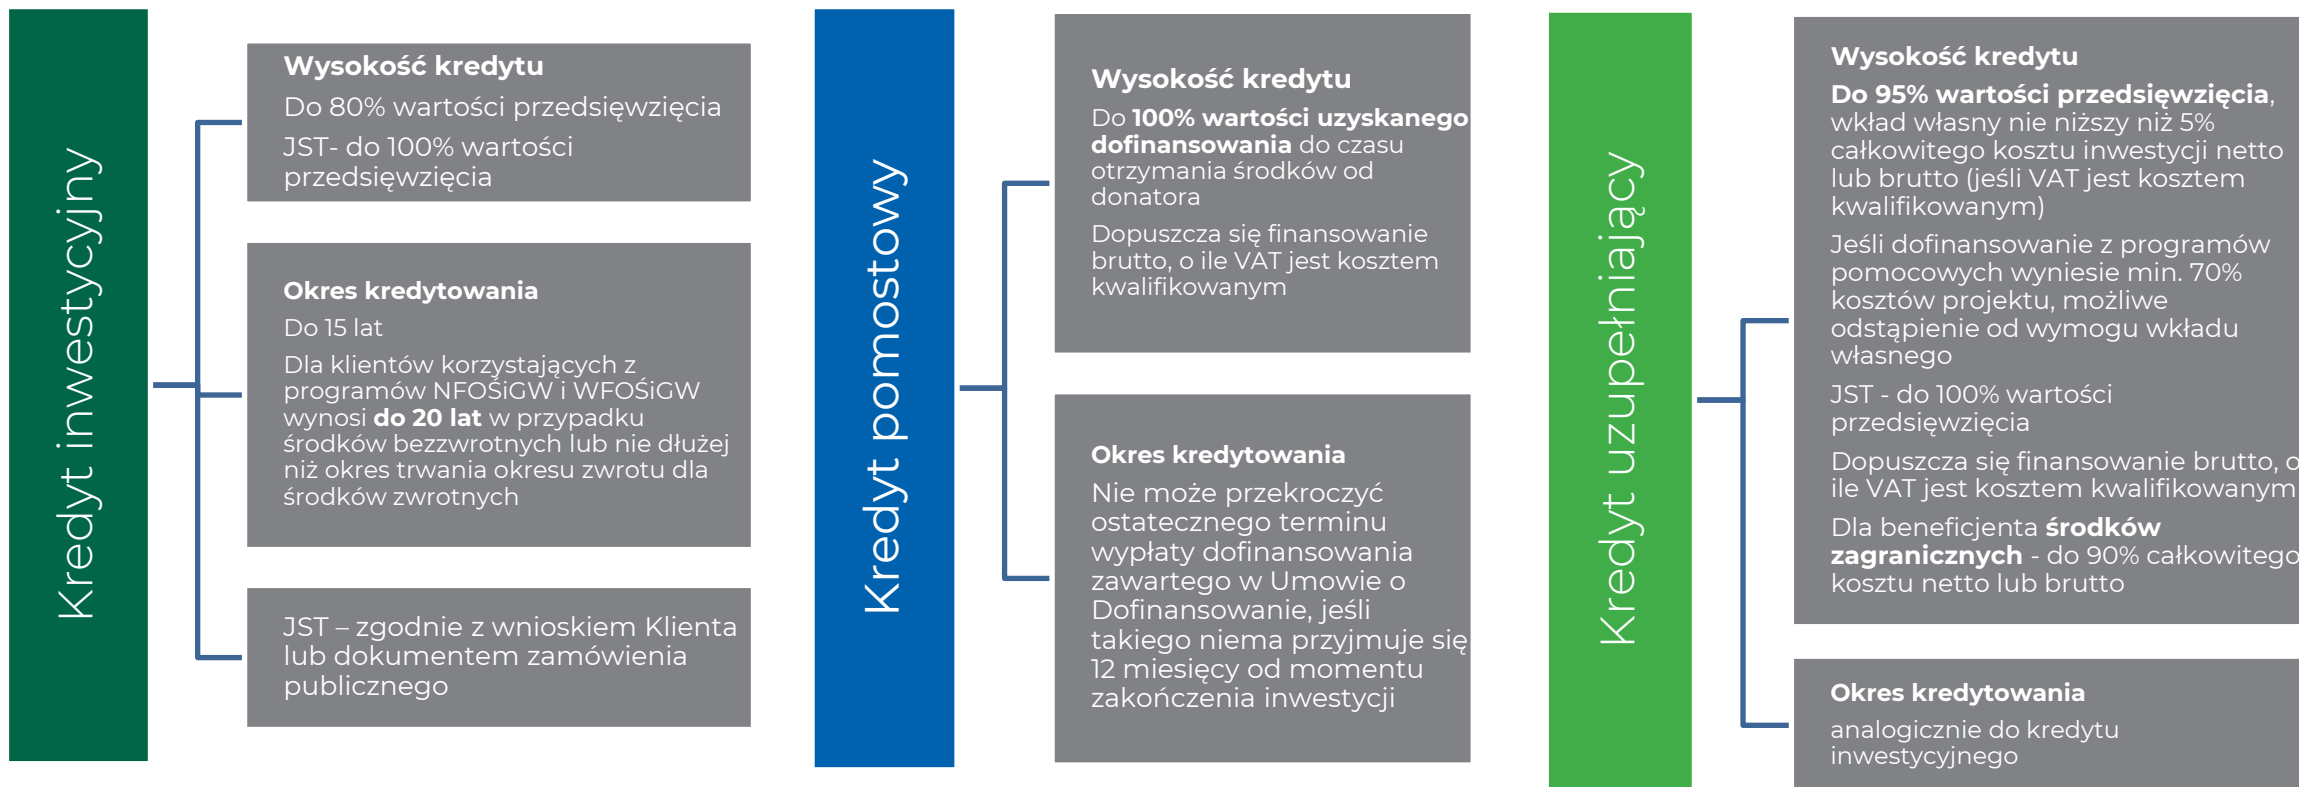 Kredyt inwestycyjny
Wysokość kredytu
Do 80% wartości przedsięwzięcia
JST- do 100% wartości
przedsięwzięcia
Okres kredytowania
Do 15 lat
Dla klientów korzystających z
programów NFOŚiGW i WFOŚiGW
wynosi do 20 lat w przypadku
środków bezzwrotnych lub nie dłużej
niż okres trwania okresu zwrotu dla
środków zwrotnych
JST – zgodnie z wnioskiem Klienta
lub dokumentem zamówienia
publicznego
Kredyt pomostowy
Wysokość kredytu
Do 100% wartości uzyskanego
dofinansowania do czasu
otrzymania środków od
donatora
Dopuszcza się finansowanie
brutto, o ile VAT jest kosztem
kwalifikowanym
Okres kredytowania
Nie może przekroczyć
ostatecznego terminu
wypłaty dofinansowania
zawartego w Umowie o
Dofinansowanie, jeśli
takiego niema przyjmuje się
12 miesięcy od momentu
zakończenia inwestycji
Kredyt uzupełniający
Wysokość kredytu
Do 95% wartości przedsięwzięcia,
wkład własny nie niższy niż 5%
całkowitego kosztu inwestycji netto
lub brutto (jeśli VAT jest kosztem
kwalifikowanym)
Jeśli dofinansowanie z programów
pomocowych wyniesie min. 70%
kosztów projektu, możliwe
odstąpienie od wymogu wkładu
własnego
JST - do 100% wartości
przedsięwzięcia
Dopuszcza się finansowanie brutto, o
ile VAT jest kosztem kwalifikowanym
Dla beneficjenta środków
zagranicznych - do 90% całkowitego
kosztu netto lub brutto
Okres kredytowania
analogicznie do kredytu
inwestycyjnego